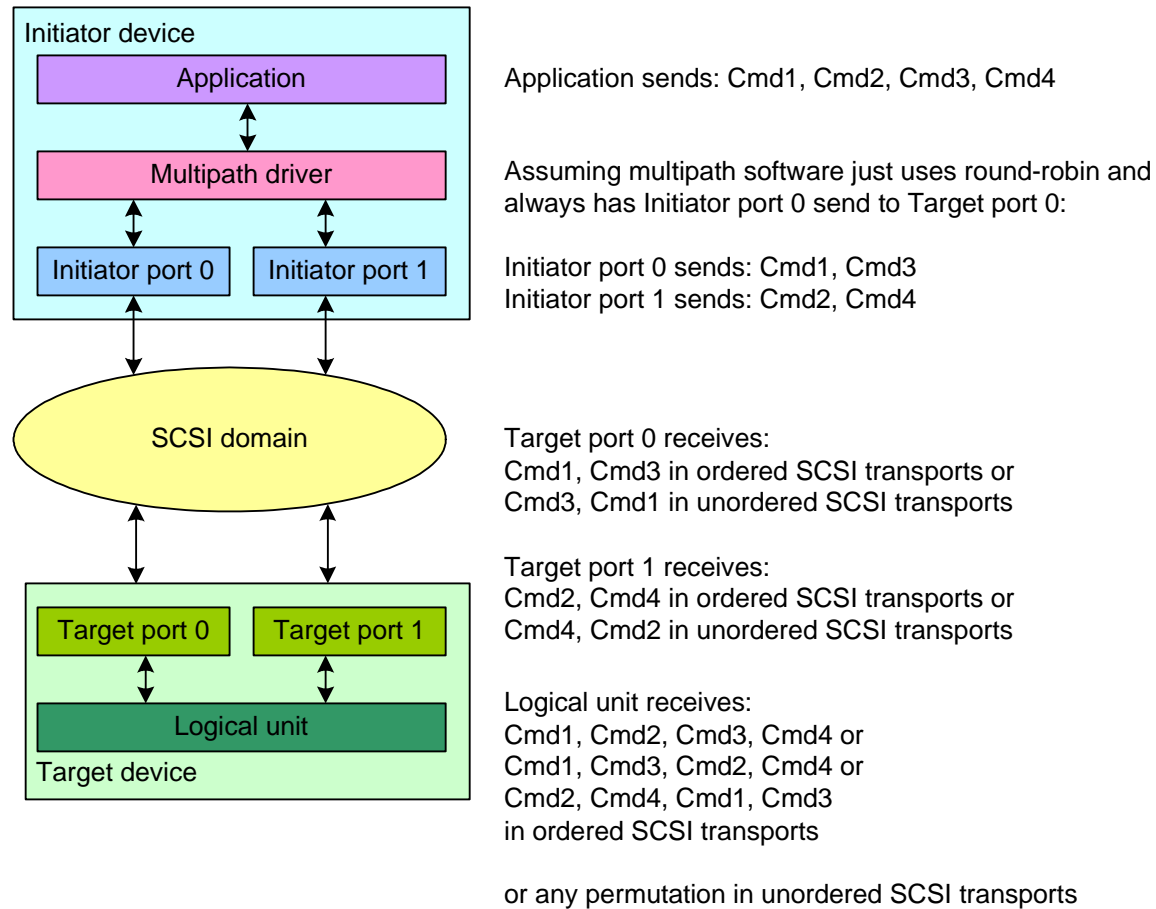 Initiator device
Application
Multipath driver
Initiator port 0
Initiator port 1
SCSI domain
Target port 0
Target port 1
Logical unit
Target device
Application sends: Cmd1, Cmd2, Cmd3, Cmd4
Assuming multipath software just uses round-robin and
always has Initiator port 0 send to Target port 0:
Initiator port 0 sends: Cmd1, Cmd3
Initiator port 1 sends: Cmd2, Cmd4
Target port 0 receives:
Cmd1, Cmd3 in ordered SCSI transports or
Cmd3, Cmd1 in unordered SCSI transports
Target port 1 receives:
Cmd2, Cmd4 in ordered SCSI transports or
Cmd4, Cmd2 in unordered SCSI transports
Logical unit receives:
Cmd1, Cmd2, Cmd3, Cmd4 or
Cmd1, Cmd3, Cmd2, Cmd4 or
Cmd2, Cmd4, Cmd1, Cmd3
in ordered SCSI transports
or any permutation in unordered SCSI transports